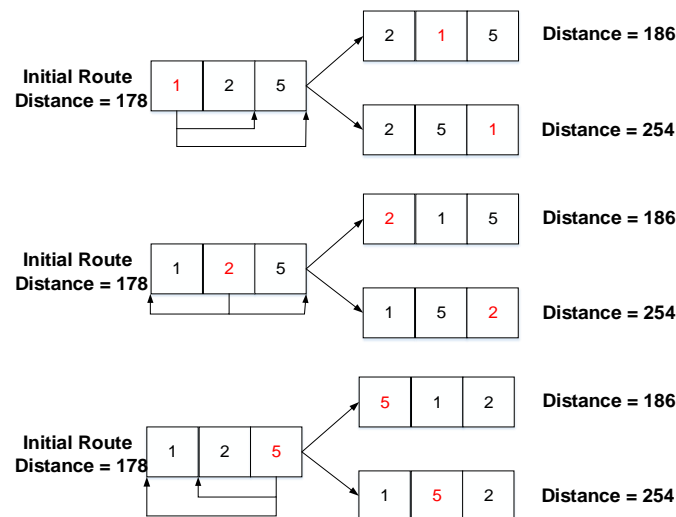 2 1 5 Distance = 186
Initial Route
Distance = 178
1 2 5
2 5 1 Distance = 254
2 1 5 Distance = 186
Initial Route
Distance = 178
1 2 5
1 5 2 Distance = 254
5 1 2 Distance = 186
Initial Route
Distance = 178
1 2 5
1 5 2 Distance = 254